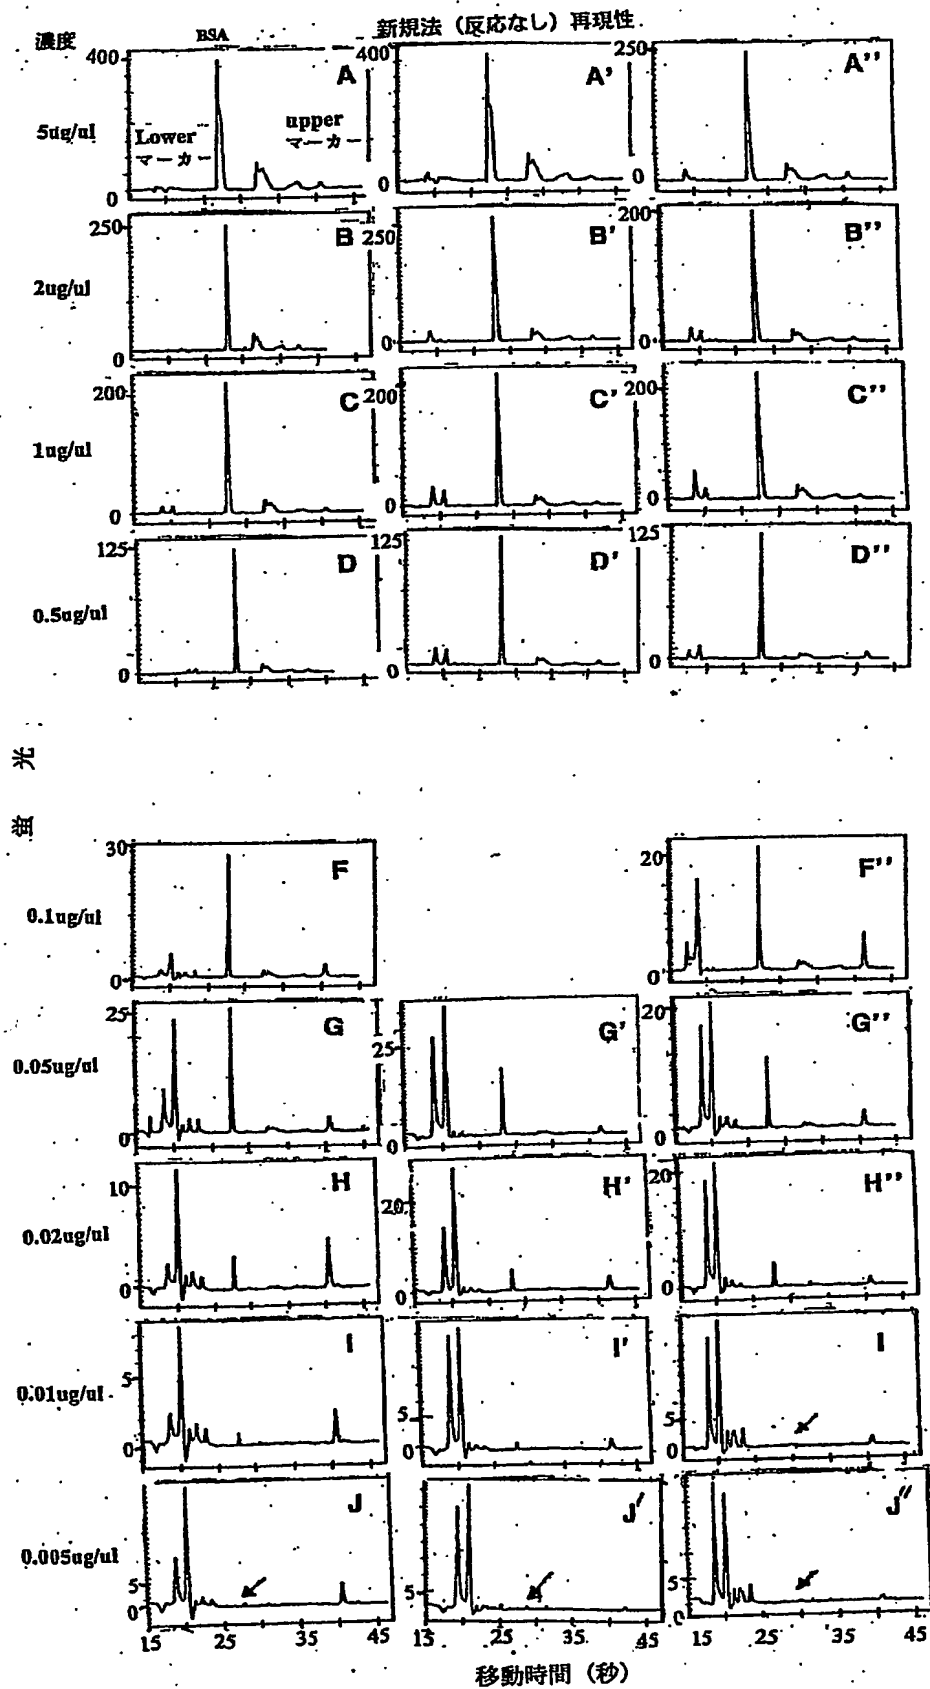 新規法（反応なし）再現性
濃度
BSA
400 A 400 A' 250 A''
5ug/ul
Lower マーカー
upper マーカー
0 0 0
250 B 250 B' 200 B''
2ug/ul
0 0 0
200 C 200 C' 200 C''
1ug/ul
0 0 0
125 D 125 D' 125 D''
0.5ug/ul
0 0 0
蛍 光
30 F 20 F''
0.1ug/ul
0 0
25 G 25 G' 20 G''
0.05ug/ul
0 0 0
10 H 20 H' 20 H''
0.02ug/ul
0 0 0
I I' I
5 5 5
0.01ug/ul
0 0 0
J J' J''
0.005ug/ul
5 5 5
0 0
15 25 35 45 15 25 35 45 15 25 35 45
移動時間（秒）